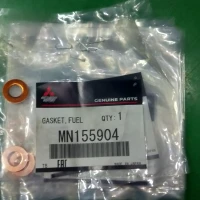 GENUINE PARTS
GASKET, FUEL QTY: 1
MN155904